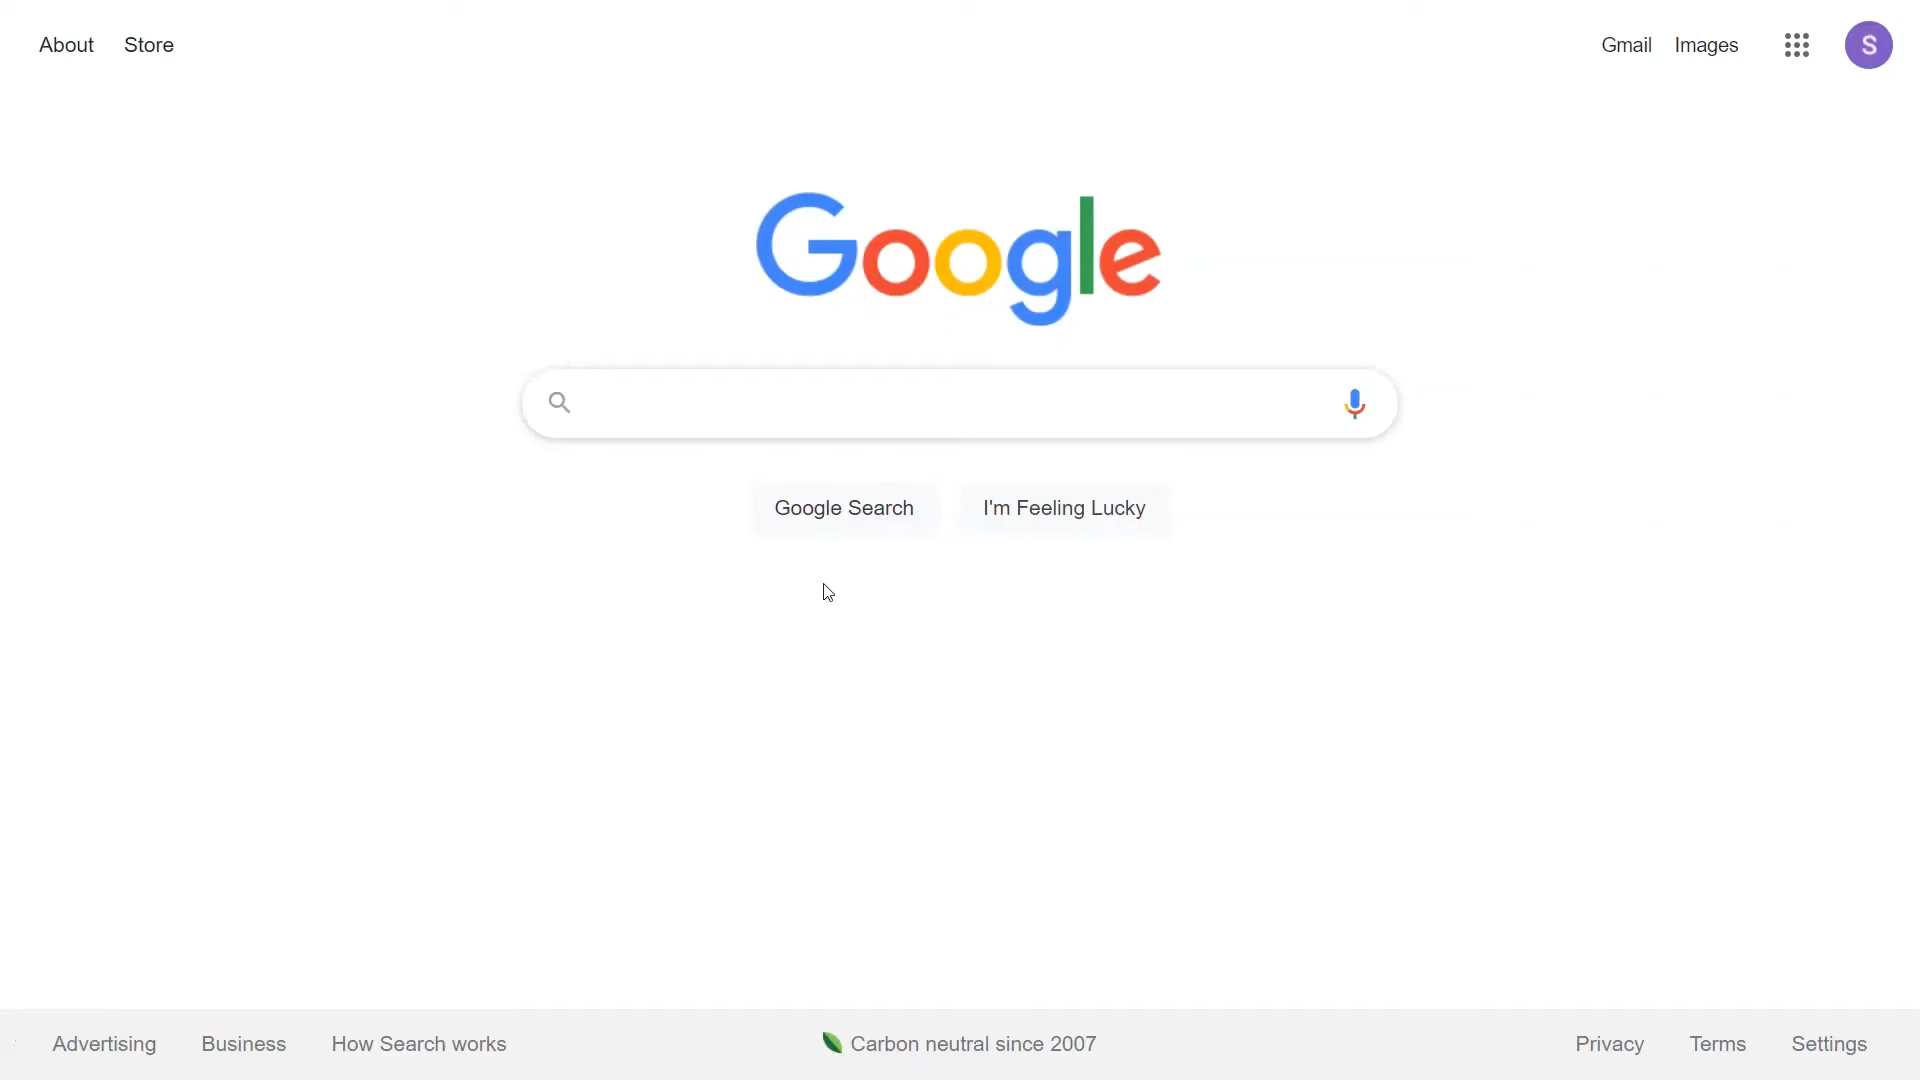 About Store Gmail Images S
Google
Google Search I'm Feeling Lucky
Advertising Business How Search works Carbon neutral since 2007 Privacy Terms Settings